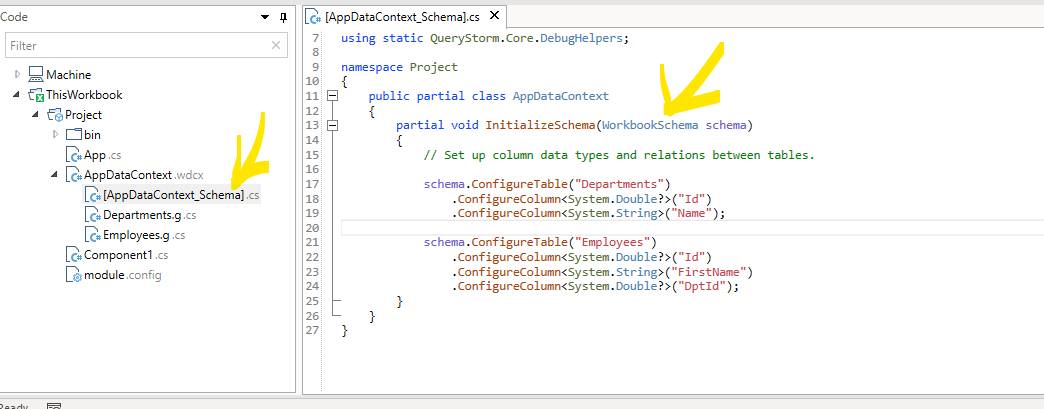 Code
Filter
Machine
ThisWorkbook
Project
bin
App.cs
AppDataContext.wdcx
[AppDataContext_Schema].cs
Departments.g.cs
Employees.g.cs
Component1.cs
module.config
[AppDataContext_Schema].cs
7 using static QueryStorm.Core.DebugHelpers;
8
9 namespace Project
10 {
11 public partial class AppDataContext
12 {
13 partial void InitializeSchema(WorkbookSchema schema)
14 {
15 // Set up column data types and relations between tables.
16
17 schema.ConfigureTable("Departments")
18 .ConfigureColumn<System.Double?>("Id")
19 .ConfigureColumn<System.String>("Name");
20
21 schema.ConfigureTable("Employees")
22 .ConfigureColumn<System.Double?>("Id")
23 .ConfigureColumn<System.String>("FirstName")
24 .ConfigureColumn<System.Double?>("DptId");
25 }
26 }
27 }
Ready